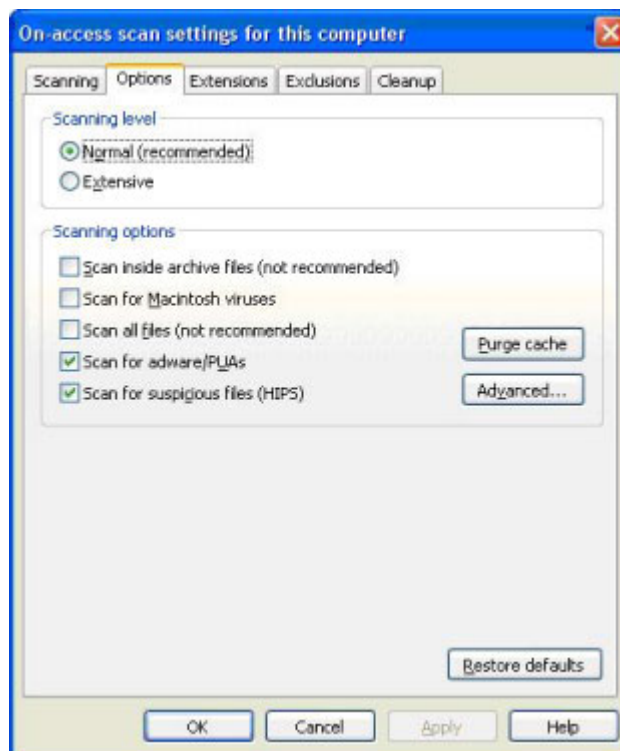 On-access scan settings for this computer
Scanning Options Extensions Exclusions Cleanup
Scanning level
Normal (recommended)
Extensive
Scanning options
Scan inside archive files (not recommended)
Scan for Macintosh viruses
Scan all files (not recommended)
Purge cache
Scan for adware/PUAs
Scan for suspicious files (HIPS)
Advanced...
Restore defaults
OK Cancel Apply Help